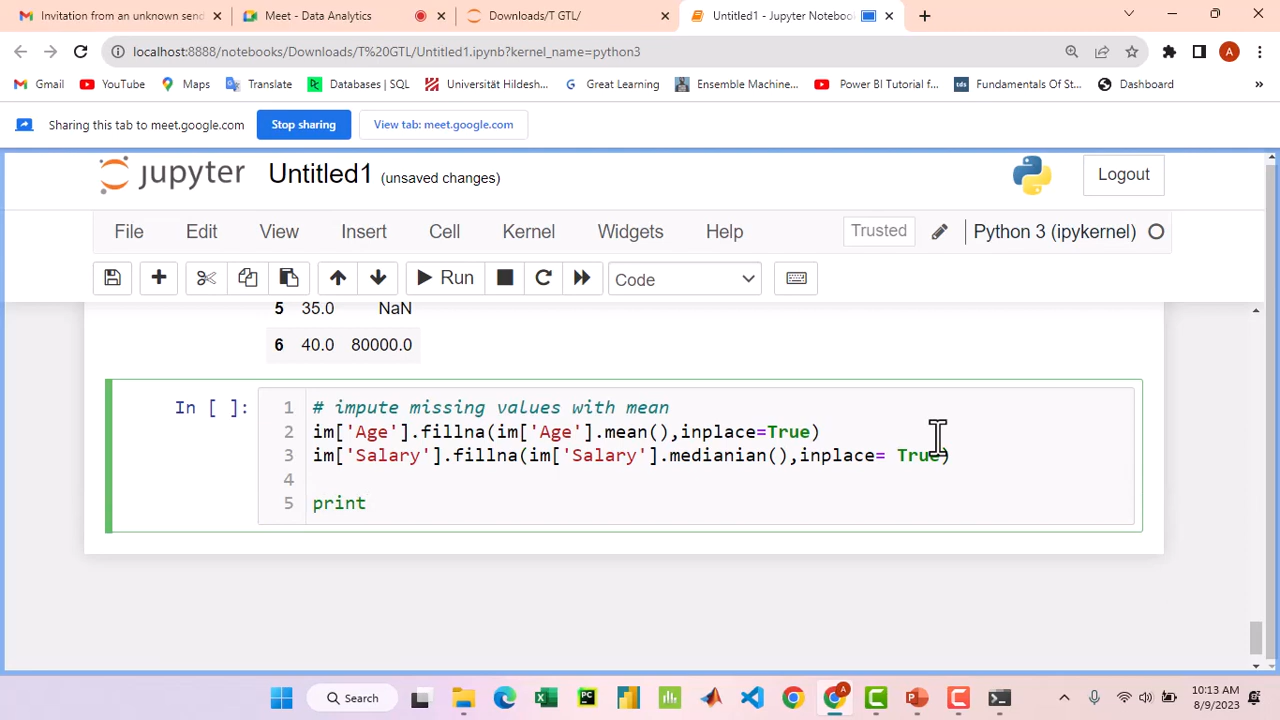 Invitation from an unknown send
Meet - Data Analytics
Downloads/T GTL/
Untitled1 - Jupyter Notebook
localhost:8888/notebooks/Downloads/T%20GTL/Untitled1.ipynb?kernel_name=python3
A
Gmail
YouTube
Maps
Translate
Databases | SQL
Universität Hildesh...
Great Learning
Ensemble Machine...
Power BI Tutorial f...
tds Fundamentals Of St...
Dashboard
»
Sharing this tab to meet.google.com
Stop sharing
View tab: meet.google.com
jupyter Untitled1 (unsaved changes)
Logout
File Edit View Insert Cell Kernel Widgets Help
Trusted
Python 3 (ipykernel)
Run
Code
5 35.0 NaN
6 40.0 80000.0
In [ ]:
1 # impute missing values with mean
2 im['Age'].fillna(im['Age'].mean(),inplace=True)
3 im['Salary'].fillna(im['Salary'].medianian(),inplace= True)
4
5 print
Search
10:13 AM
8/9/2023